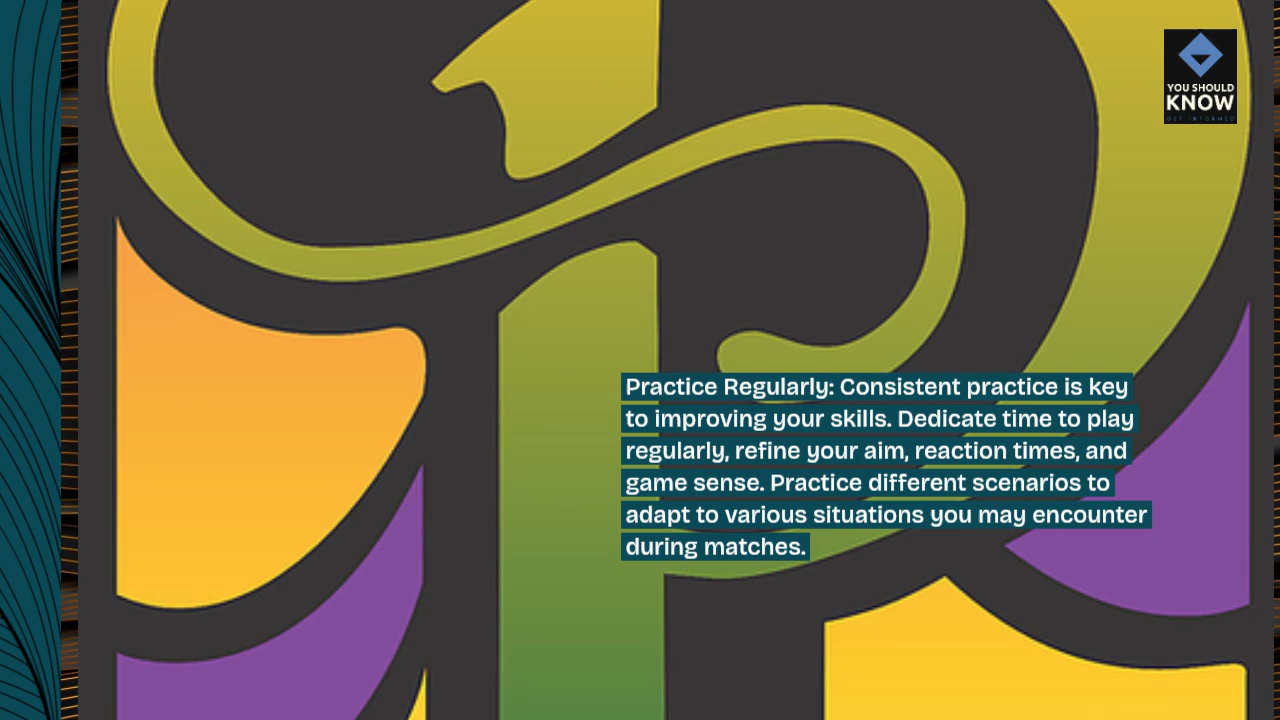 YOU SHOULD
KNOW
GET INFORMED
Practice Regularly: Consistent practice is key
to improving your skills. Dedicate time to play
regularly, refine your aim, reaction times, and
game sense. Practice different scenarios to
adapt to various situations you may encounter
during matches.